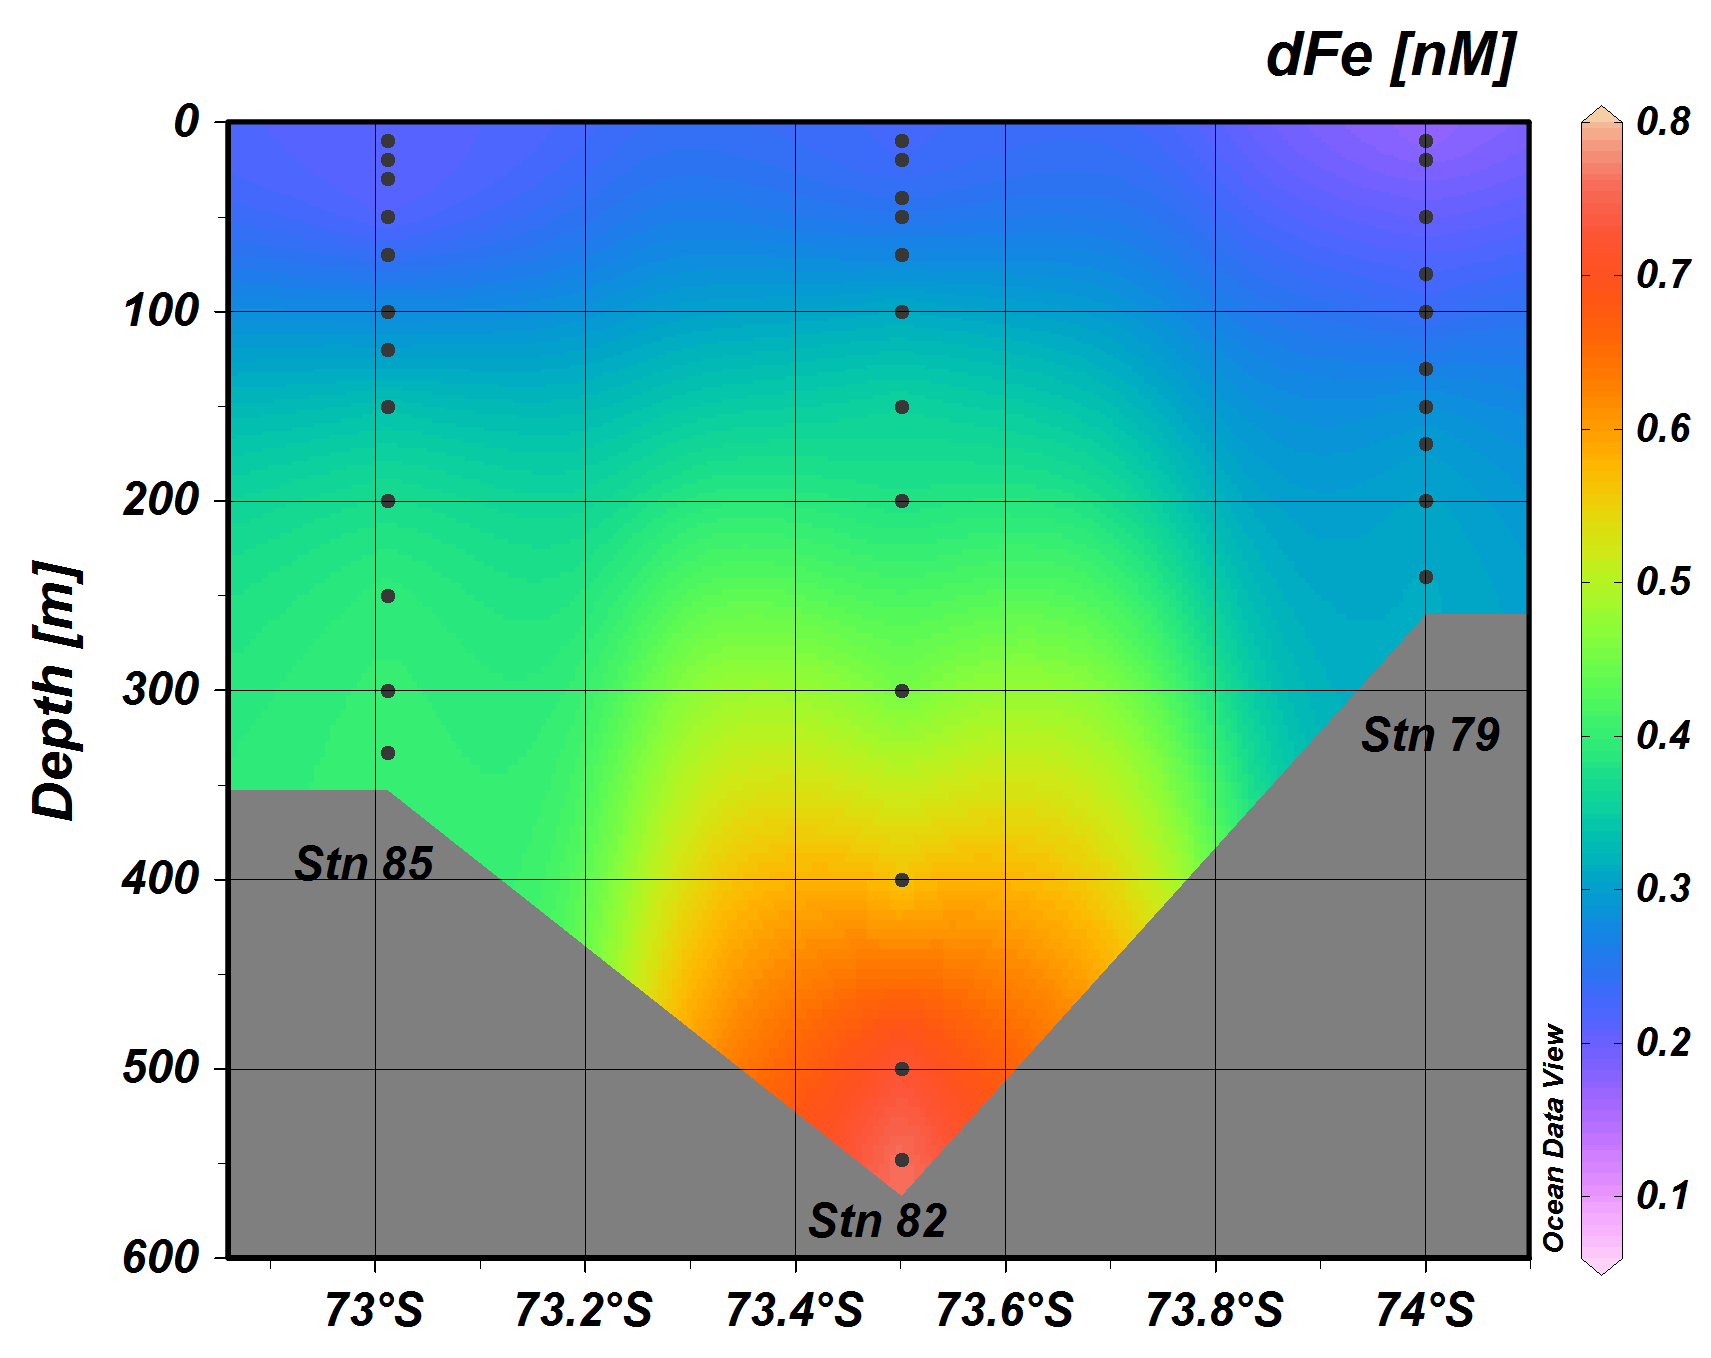 dFe [nM]
0
100
200
300
400
500
600
Depth [m]
0.8
0.7
0.6
0.5
0.4
0.3
0.2
0.1
Stn 79
Stn 85
Stn 82
Ocean Data View
73°S
73.2°S
73.4°S
73.6°S
73.8°S
74°S